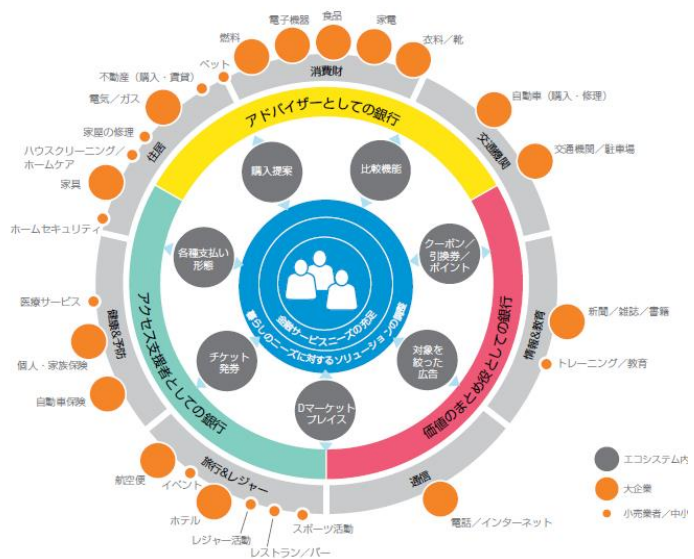 電子機器
食品
家電
燃料
衣料／靴
ペット
不動産（購入・賃貸）
電気／ガス
家屋の修理
ハウスクリーニング／
ホームケア
家具
ホームセキュリティ
消費財
住居
交通機関
自動車（購入・修理）
交通機関／駐車場
アドバイザーとしての銀行
購入提案
比較機能
各種支払い
形態
クーポン／
引換券／
ポイント
金融サービスニーズの充足
暮らしのニーズに対するソリューションの
チケット
発券
対象を
絞った
広告
Dマーケット
プレイス
アクセス支援者としての銀行
価値のまとめ役としての銀行
医療サービス
健康&予防
個人・家族保険
自動車保険
情報&教育
新聞／雑誌／書籍
トレーニング／教育
旅行&レジャー
航空便
イベント
ホテル
レジャー活動
レストラン／バー
スポーツ活動
通信
電話／インターネット
エコシステム内
大企業
小売業者／中小